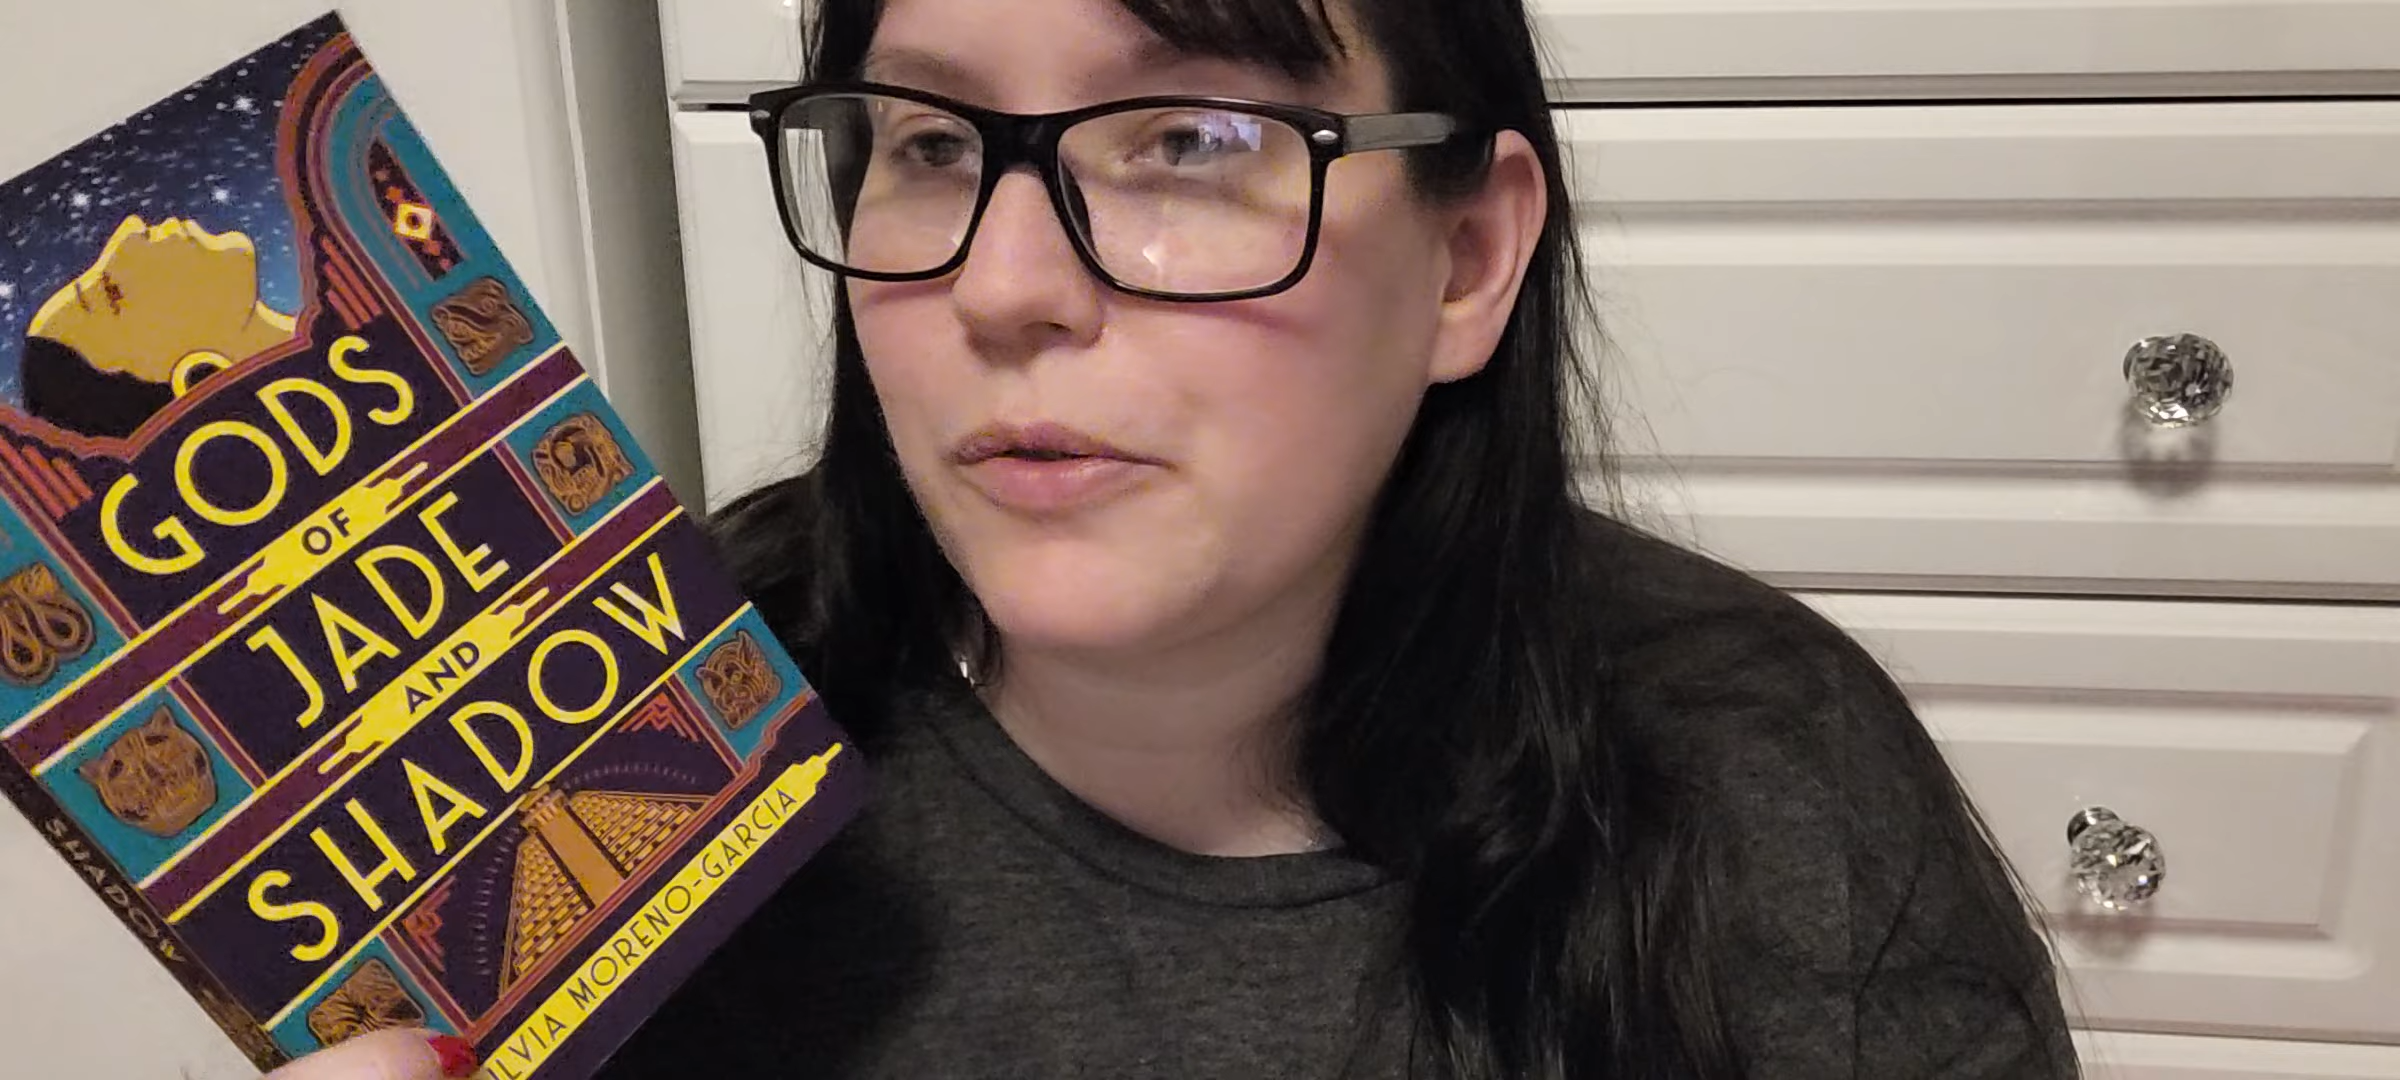 GODS
OF
JADE
AND
SHADOW
ILVIA MORENO-GARCIA
SHADOW